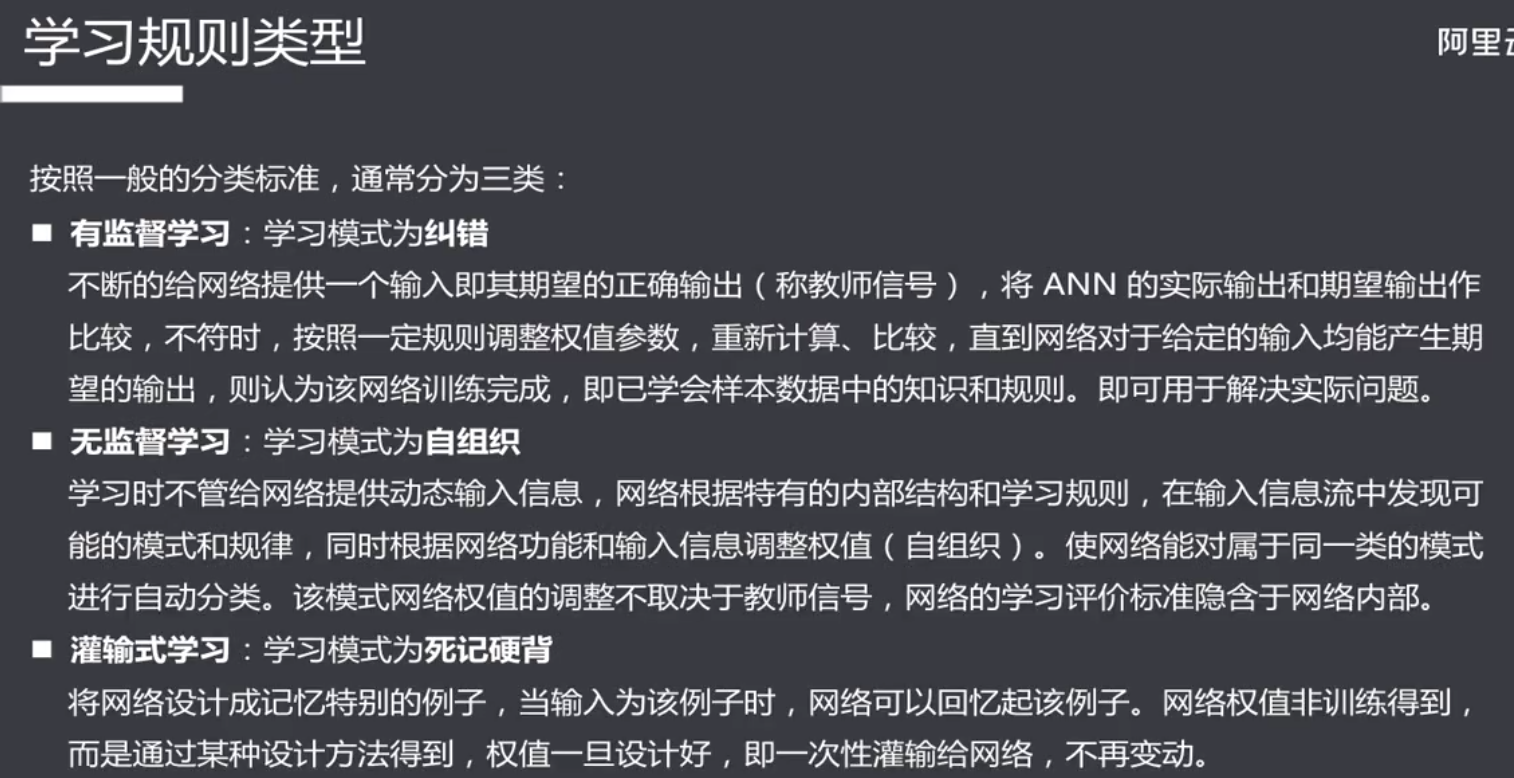 学习规则类型
阿里云
按照一般的分类标准，通常分为三类：
■ 有监督学习：学习模式为纠错
不断的给网络提供一个输入即其期望的正确输出（称教师信号），将 ANN 的实际输出和期望输出作
比较，不符时，按照一定规则调整权值参数，重新计算、比较，直到网络对于给定的输入均能产生期
望的输出，则认为该网络训练完成，即已学会样本数据中的知识和规则。即可用于解决实际问题。
■ 无监督学习：学习模式为自组织
学习时不管给网络提供动态输入信息，网络根据特有的内部结构和学习规则，在输入信息流中发现可
能的模式和规律，同时根据网络功能和输入信息调整权值（自组织）。使网络能对属于同一类的模式
进行自动分类。该模式网络权值的调整不取决于教师信号，网络的学习评价标准隐含于网络内部。
■ 灌输式学习：学习模式为死记硬背
将网络设计成记忆特别的例子，当输入为该例子时，网络可以回忆起该例子。网络权值非训练得到，
而是通过某种设计方法得到，权值一旦设计好，即一次性灌输给网络，不再变动。